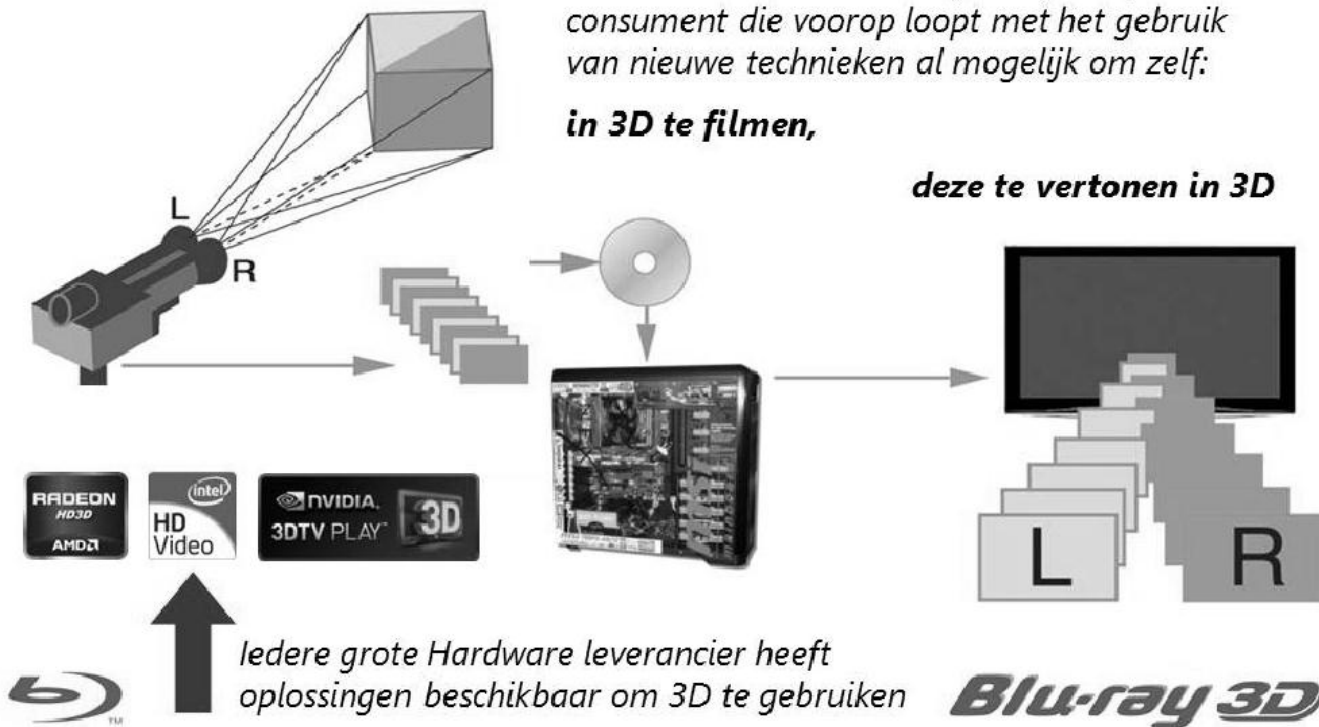 consument die voorop loopt met het gebruik
van nieuwe technieken al mogelijk om zelf:
in 3D te filmen,
deze te vertonen in 3D
L
R
RADEON
HD3D
AMD
intel
HD
Video
NVIDIA.
3DTV PLAY™
3D
L
R
Iedere grote Hardware leverancier heeft
oplossingen beschikbaar om 3D te gebruiken
b
TM
Blu-ray 3D